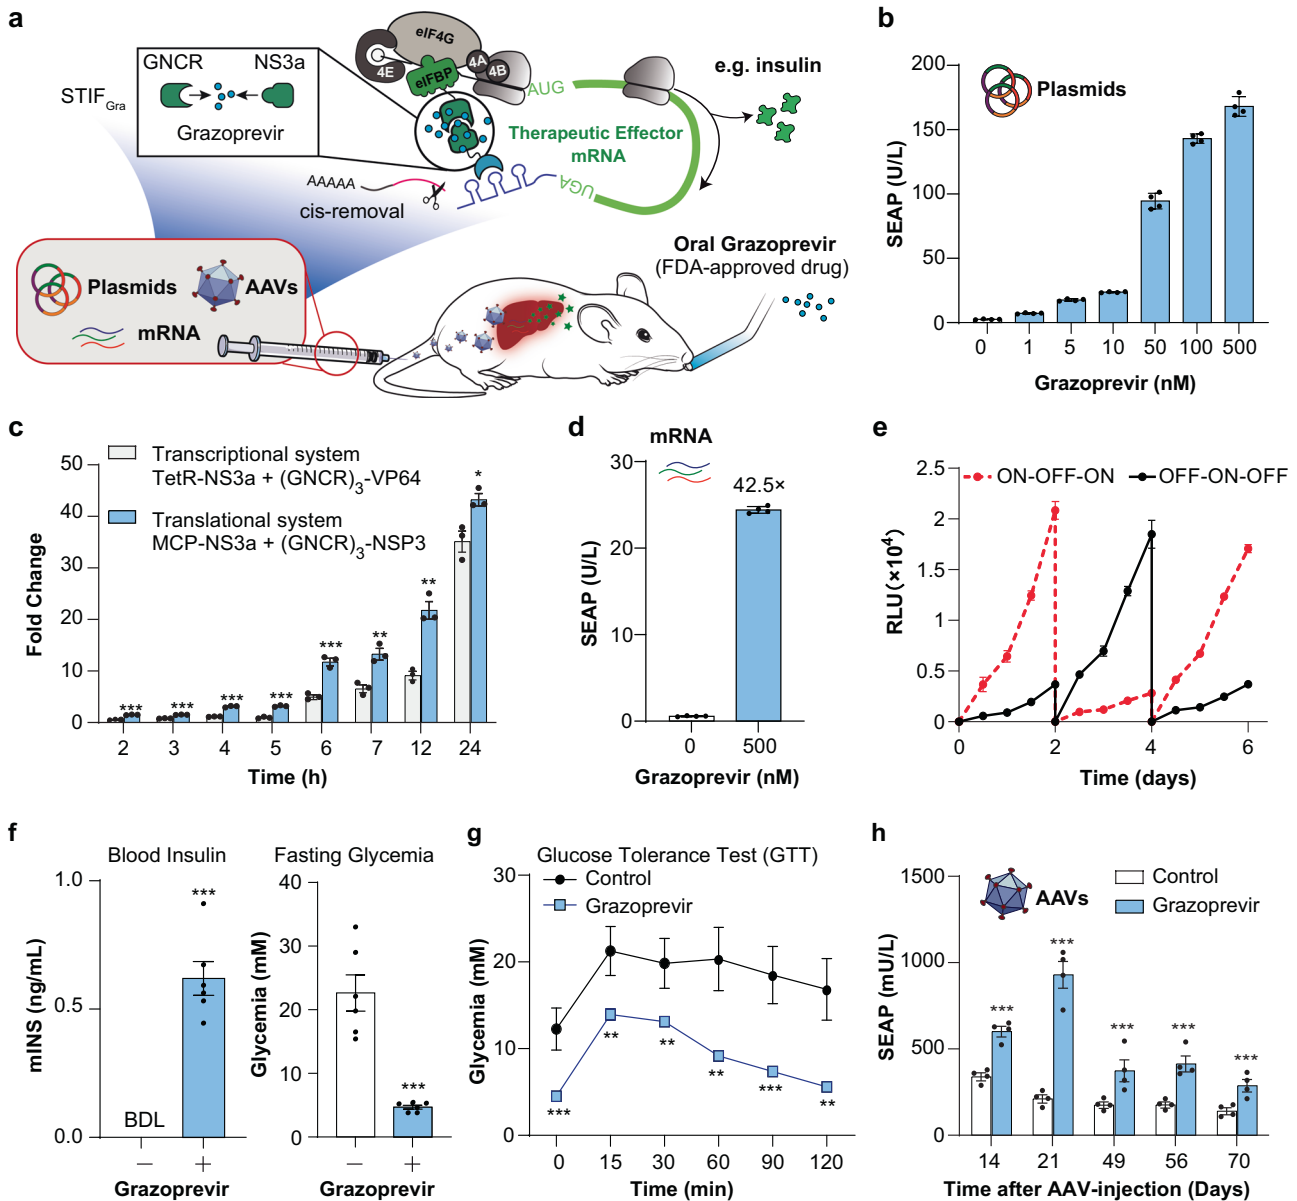 a
GNCR NS3a
Grazoprevir
STIFGra
eIF4G
4E
4A
4B
eIFBP
AUG
e.g. insulin
Therapeutic Effector
mRNA
UGA
AAAAA
cis-removal
Plasmids
AAVs
mRNA
Oral Grazoprevir
(FDA-approved drug)
b
Plasmids
SEAP (U/L)
200
150
100
50
0
0 1 5 10 50 100 500
Grazoprevir (nM)
c
Transcriptional system
TetR-NS3a + (GNCR)3-VP64
Translational system
MCP-NS3a + (GNCR)3-NSP3
Fold Change
50
40
30
20
10
0
*** *** *** *** *** ** ** *
2 3 4 5 6 7 12 24
Time (h)
d
mRNA
42.5×
SEAP (U/L)
30
20
10
0
0 500
Grazoprevir (nM)
e
ON-OFF-ON OFF-ON-OFF
RLU (×10⁴)
2.5
2
1.5
1
0.5
0
0 2 4 6
Time (days)
f
Blood Insulin
mINS (ng/mL)
1.0
0.5
0.0
BDL
***
− +
Grazoprevir
Fasting Glycemia
Glycemia (mM)
40
30
20
10
0
***
− +
Grazoprevir
g
Glucose Tolerance Test (GTT)
Control
Grazoprevir
Glycemia (mM)
30
20
10
0
*** ** ** ** *** **
0 15 30 60 90 120
Time (min)
h
AAVs
Control
Grazoprevir
SEAP (mU/L)
1500
1000
500
0
*** *** *** *** ***
14 21 49 56 70
Time after AAV-injection (Days)